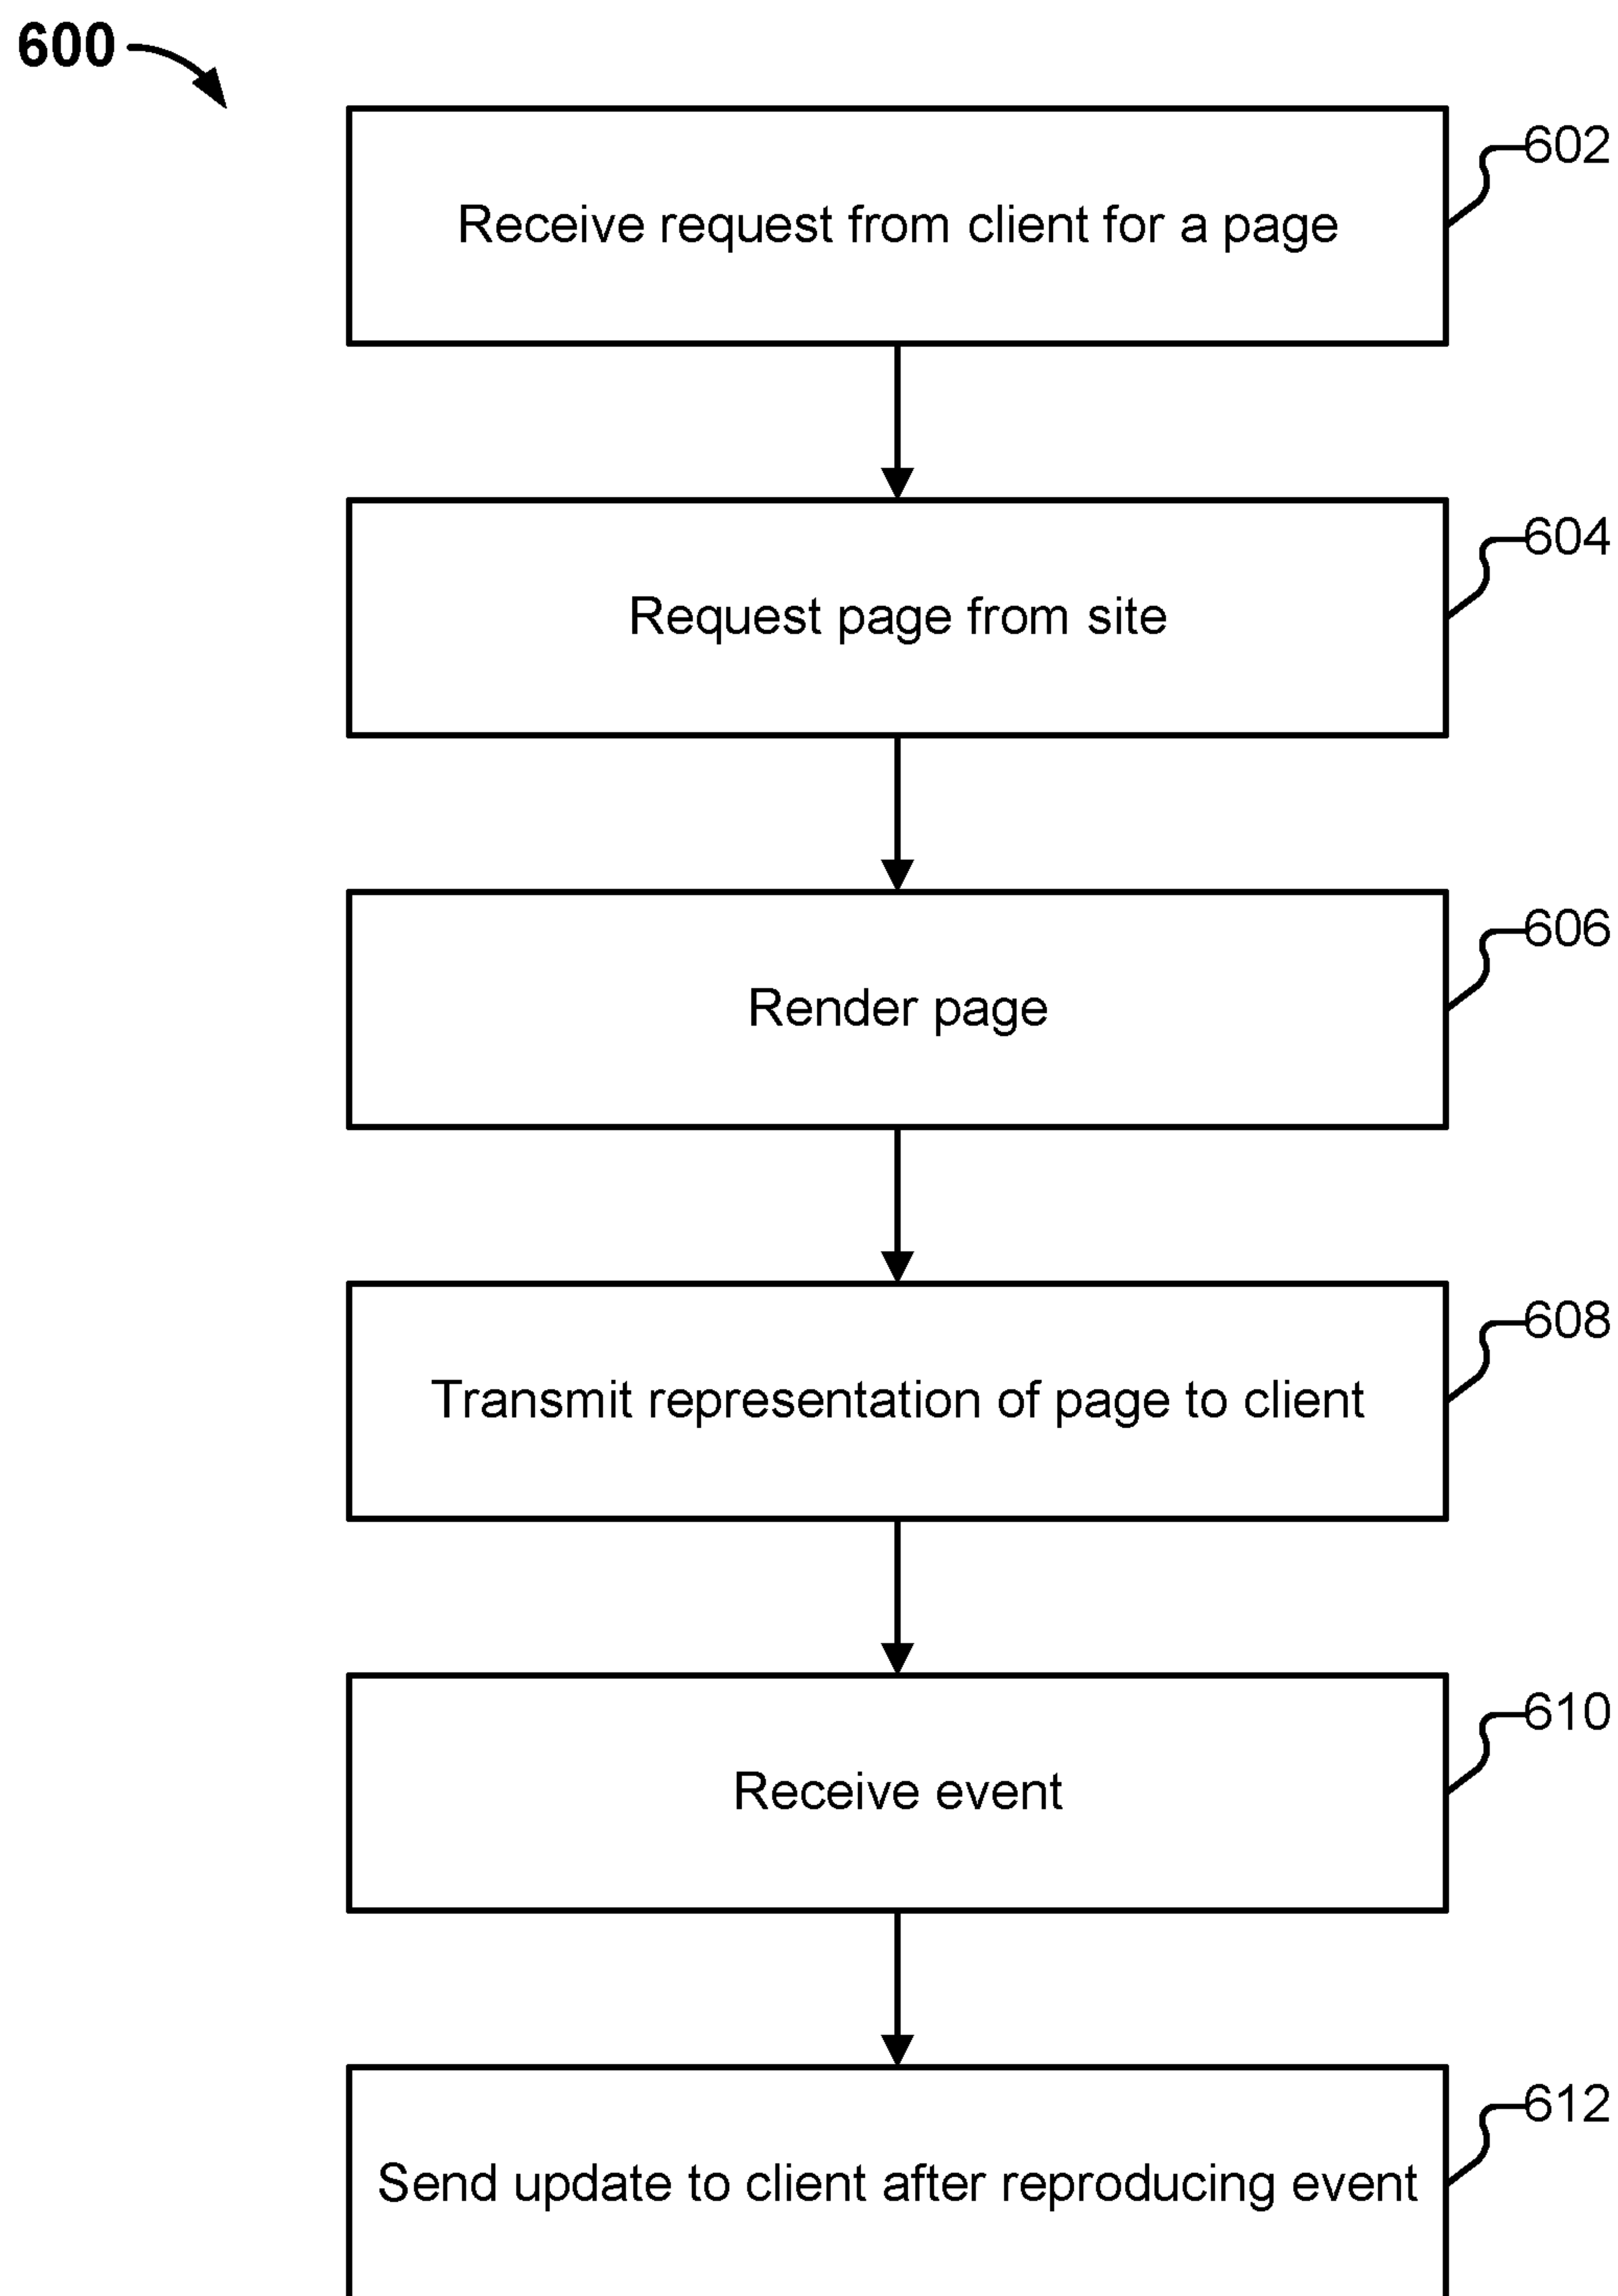 600
602
Receive request from client for a page
604
Request page from site
606
Render page
608
Transmit representation of page to client
610
Receive event
612
Send update to client after reproducing event